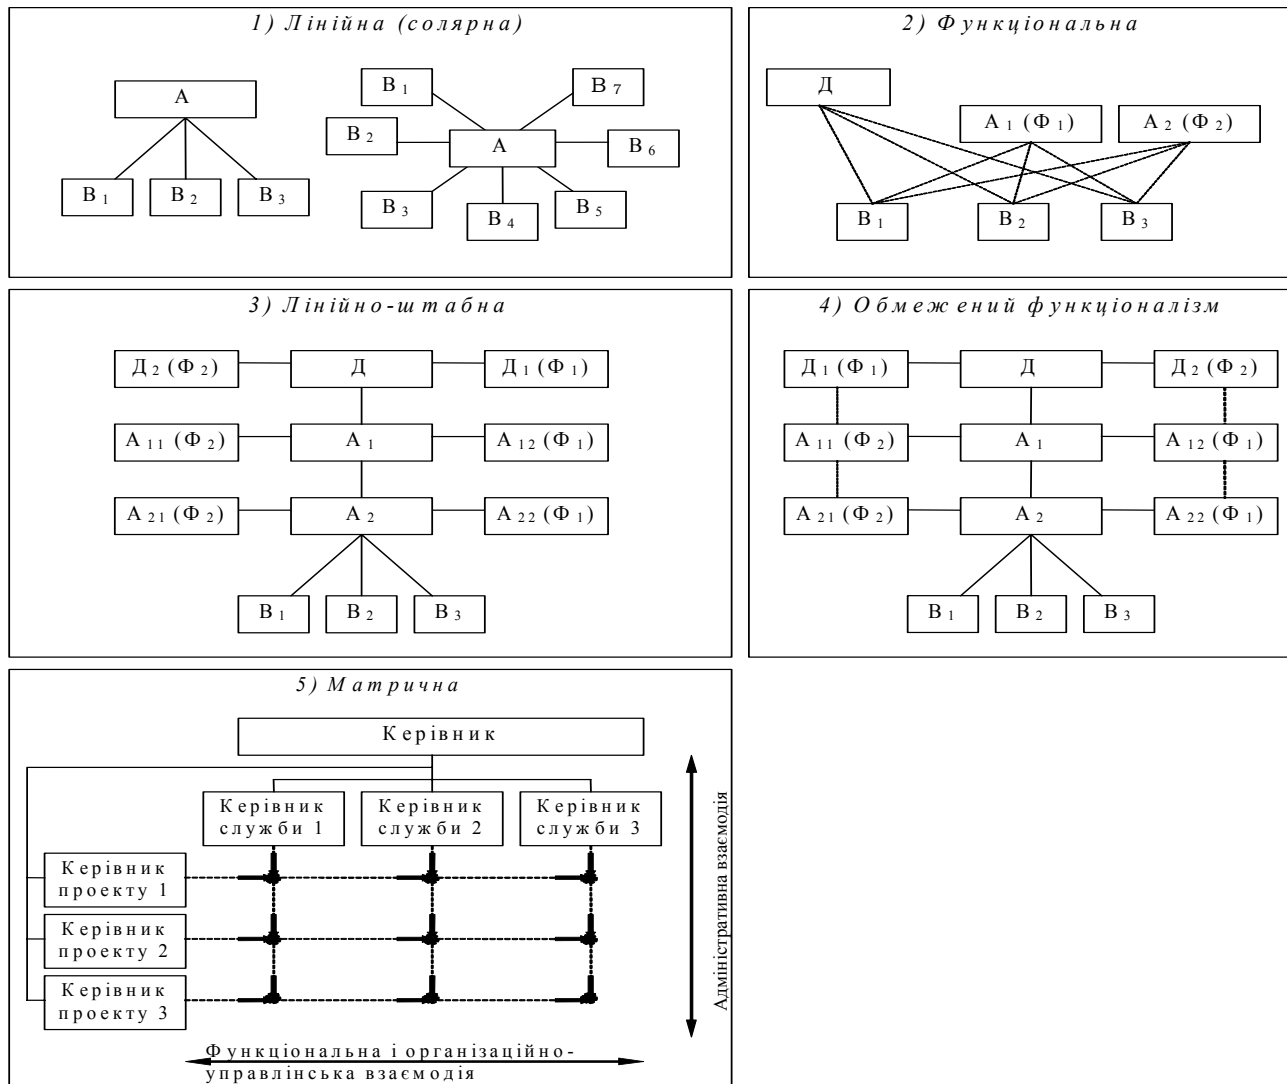 1) Лінійна (солярна)
А
В 1
В 2
В 3
В 1
В 7
В 2
А
В 6
В 3
В 4
В 5
2) Функціональна
Д
А 1 (Ф 1)
А 2 (Ф 2)
В 1
В 2
В 3
3) Лінійно-штабна
Д 2 (Ф 2)
Д
Д 1 (Ф 1)
А 11 (Ф 2)
А 1
А 12 (Ф 1)
А 21 (Ф 2)
А 2
А 22 (Ф 1)
В 1
В 2
В 3
4) Обмежений функціоналізм
Д 1 (Ф 1)
Д
Д 2 (Ф 2)
А 11 (Ф 2)
А 1
А 12 (Ф 1)
А 21 (Ф 2)
А 2
А 22 (Ф 1)
В 1
В 2
В 3
5) Матрична
Керівник
Керівник
служби 1
Керівник
служби 2
Керівник
служби 3
Керівник
проекту 1
Керівник
проекту 2
Керівник
проекту 3
Адміністративна взаємодія
Функціональна і організаційно-
управлінська взаємодія